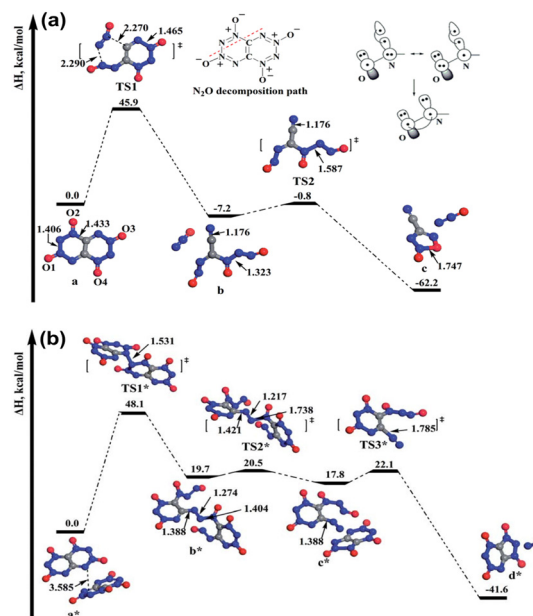 (a)
ΔH, kcal/mol
2.270
1.465
[ ]‡
2.290
TS1
45.9
N₂O decomposition path
O⁻
N
N⁺
C
O
N
O
N
1.176
[ ]‡
1.587
TS2
0.0
O2
1.433
1.406
O3
O1
O4
a
-7.2
1.176
1.323
b
-0.8
c
1.747
-62.2
(b)
ΔH, kcal/mol
1.531
[ ]‡
TS1*
48.1
1.217
1.738
[ ]‡
1.421
TS2*
[ ]‡
1.785
TS3*
19.7
20.5
17.8
22.1
0.0
1.274
1.404
1.388
b*
1.388
c*
3.585
a*
d*
-41.6